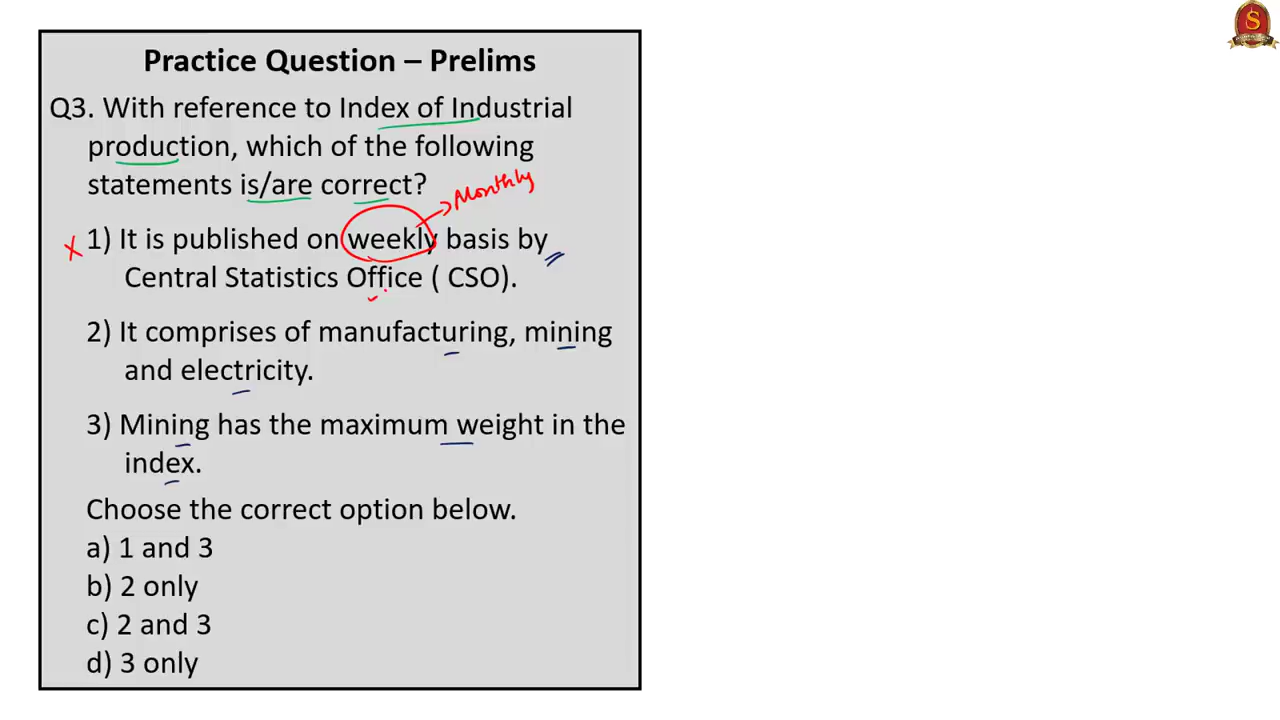 Practice Question – Prelims
Q3. With reference to Index of Industrial
production, which of the following
statements is/are correct?
Monthly
X 1) It is published on weekly basis by
Central Statistics Office ( CSO).
2) It comprises of manufacturing, mining
and electricity.
3) Mining has the maximum weight in the
index.
Choose the correct option below.
a) 1 and 3
b) 2 only
c) 2 and 3
d) 3 only
S